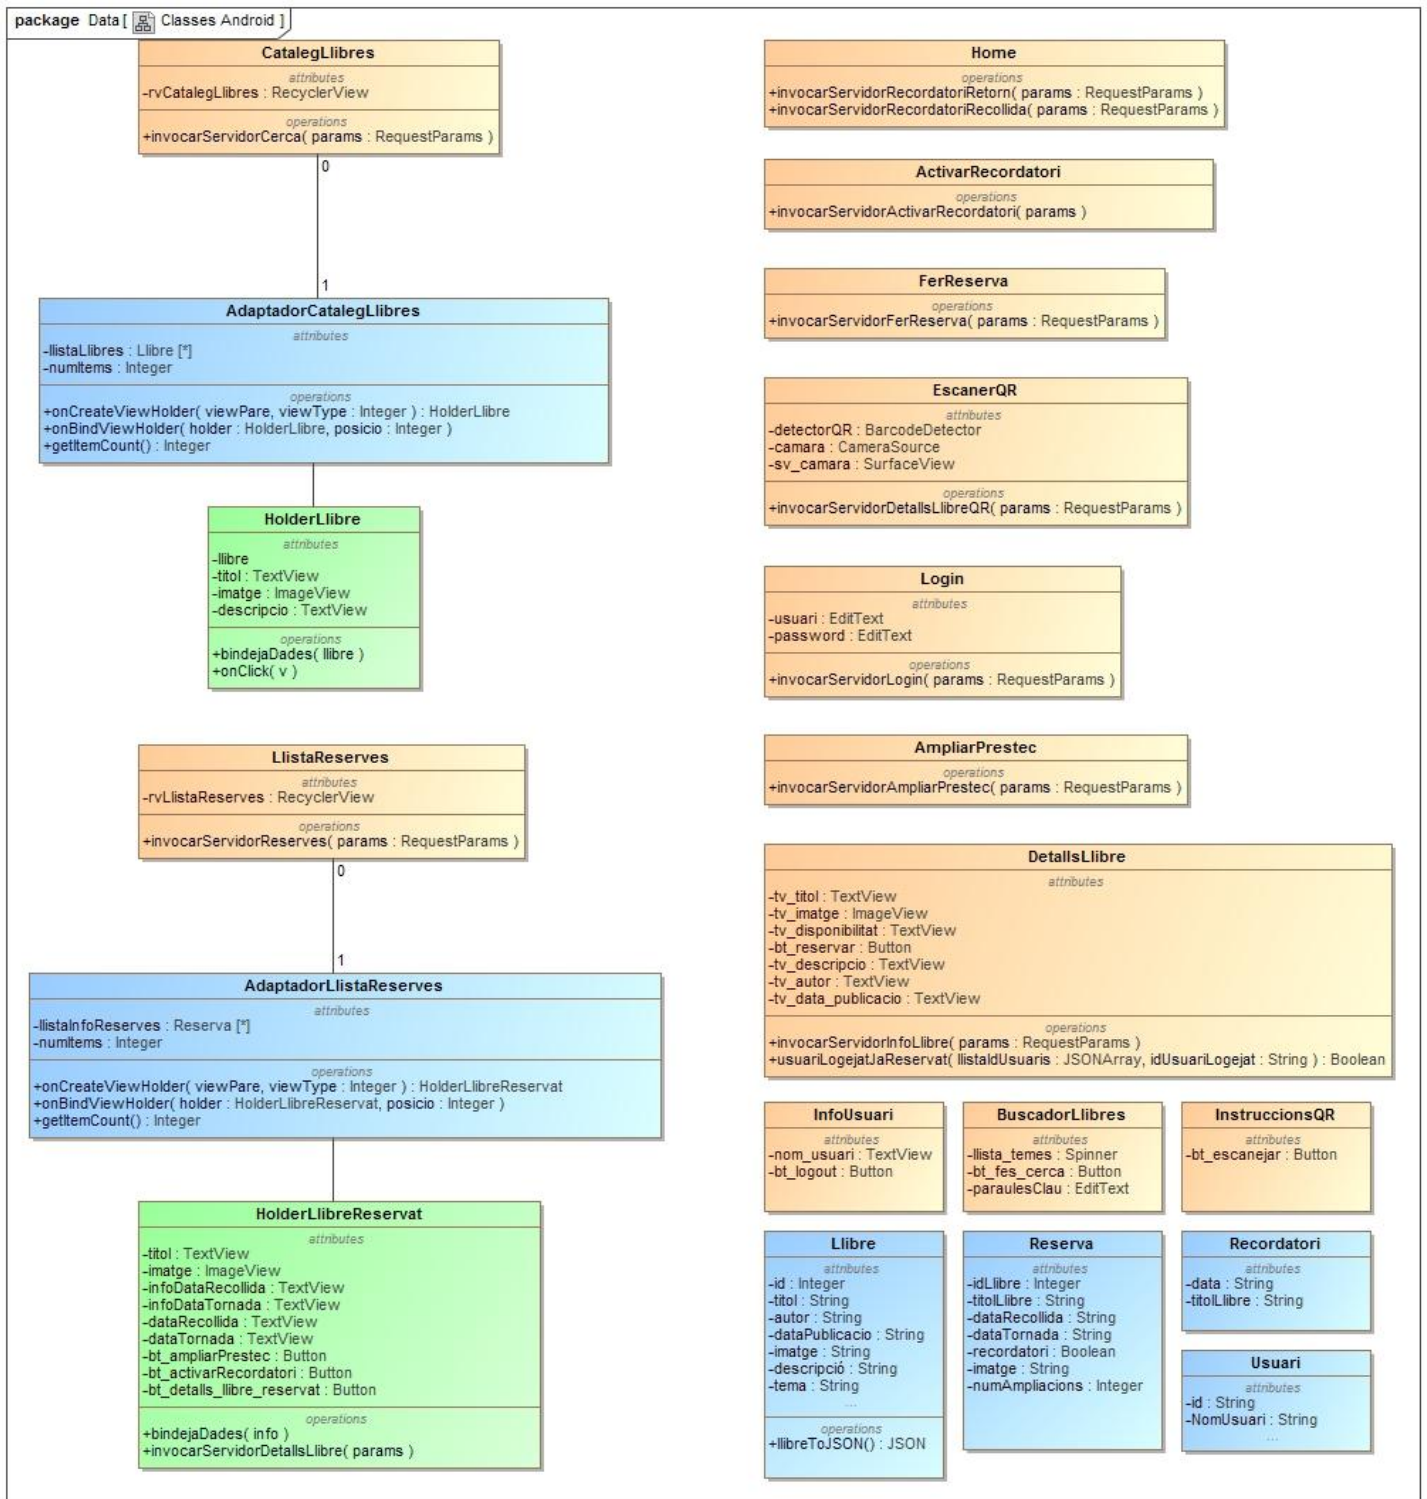 package Data [ Classes Android ]
CatalegLlibres
attributes
-rvCatalegLlibres : RecyclerView
operations
+invocarServidorCerca( params : RequestParams )
0
1
AdaptadorCatalegLlibres
attributes
-llistaLlibres : Llibre [*]
-numItems : Integer
operations
+onCreateViewHolder( viewPare, viewType : Integer ) : HolderLlibre
+onBindViewHolder( holder : HolderLlibre, posicio : Integer )
+getItemCount() : Integer
HolderLlibre
attributes
-llibre
-titol : TextView
-imatge : ImageView
-descripcio : TextView
operations
+bindejaDades( llibre )
+onClick( v )
LlistaReserves
attributes
-rvLlistaReserves : RecyclerView
operations
+invocarServidorReserves( params : RequestParams )
0
1
AdaptadorLlistaReserves
attributes
-llistaInfoReserves : Reserva [*]
-numItems : Integer
operations
+onCreateViewHolder( viewPare, viewType : Integer ) : HolderLlibreReservat
+onBindViewHolder( holder : HolderLlibreReservat, posicio : Integer )
+getItemCount() : Integer
HolderLlibreReservat
attributes
-titol : TextView
-imatge : ImageView
-infoDataRecollida : TextView
-infoDataTornada : TextView
-dataRecollida : TextView
-dataTornada : TextView
-bt_ampliarPrestec : Button
-bt_activarRecordatori : Button
-bt_detalls_llibre_reservat : Button
operations
+bindejaDades( info )
+invocarServidorDetallsLlibre( params )
Home
operations
+invocarServidorRecordatoriRetorn( params : RequestParams )
+invocarServidorRecordatoriRecollida( params : RequestParams )
ActivarRecordatori
operations
+invocarServidorActivarRecordatori( params )
FerReserva
operations
+invocarServidorFerReserva( params : RequestParams )
EscanerQR
attributes
-detectorQR : BarcodeDetector
-camara : CameraSource
-sv_camara : SurfaceView
operations
+invocarServidorDetallsLlibreQR( params : RequestParams )
Login
attributes
-usuari : EditText
-password : EditText
operations
+invocarServidorLogin( params : RequestParams )
AmpliarPrestec
operations
+invocarServidorAmpliarPrestec( params : RequestParams )
DetallsLlibre
attributes
-tv_titol : TextView
-tv_imatge : ImageView
-tv_disponibilitat : TextView
-bt_reservar : Button
-tv_descripcio : TextView
-tv_autor : TextView
-tv_data_publicacio : TextView
operations
+invocarServidorInfoLlibre( params : RequestParams )
+usuariLogejatJaReservat( llistaIdUsuaris : JSONArray, idUsuariLogejat : String ) : Boolean
InfoUsuari
attributes
-nom_usuari : TextView
-bt_logout : Button
BuscadorLlibres
attributes
-llista_temes : Spinner
-bt_fes_cerca : Button
-paraulesClau : EditText
InstruccionsQR
attributes
-bt_escanejar : Button
Llibre
attributes
-id : Integer
-titol : String
-autor : String
-dataPublicacio : String
-imatge : String
-descripció : String
-tema : String
...
operations
+llibreToJSON() : JSON
Reserva
attributes
-idLlibre : Integer
-titolLlibre : String
-dataRecollida : String
-dataTornada : String
-recordatori : Boolean
-imatge : String
-numAmpliacions : Integer
Recordatori
attributes
-data : String
-titolLlibre : String
Usuari
attributes
-id : String
-NomUsuari : String
...